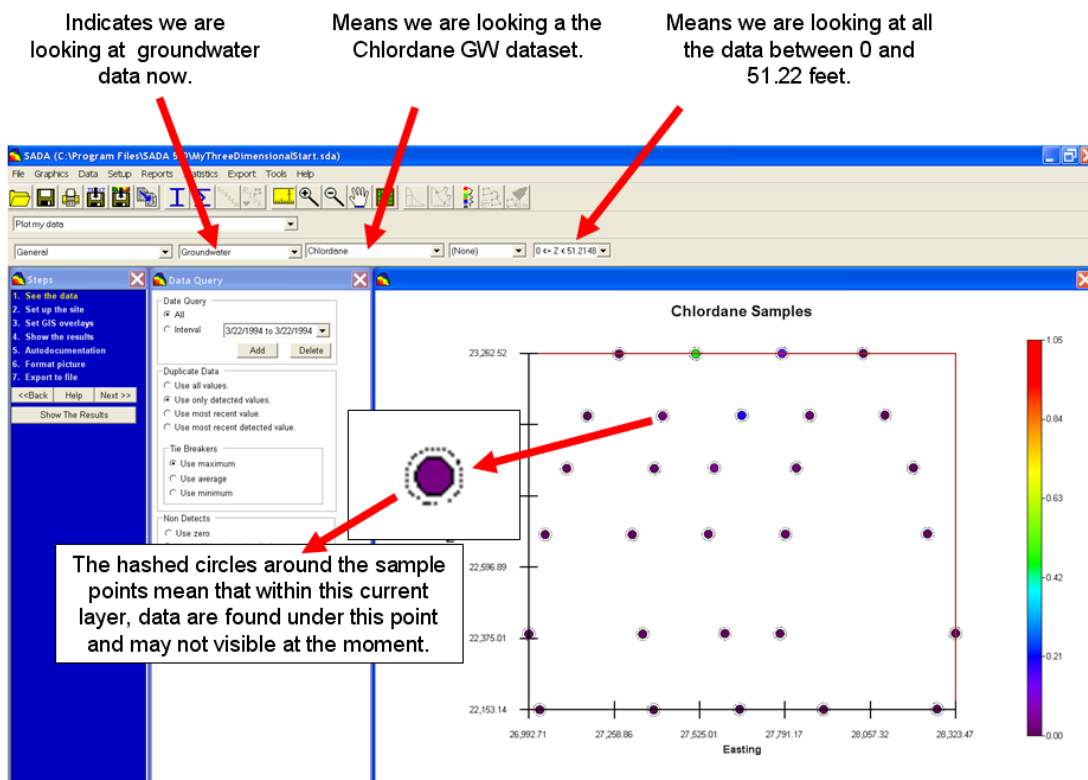 Indicates we are
looking at groundwater
data now.
Means we are looking a the
Chlordane GW dataset.
Means we are looking at all
the data between 0 and
51.22 feet.
SADA (C:\Program Files\SADA 5.0\MyThreeDimensionalStart.sda)
File Graphics Data Setup Reports Statistics Export Tools Help
Plot my data
General
Groundwater
Chlordane
(None)
0 <= Z < 51.2148
Steps
1. See the data
2. Set up the site
3. Set GIS overlays
4. Show the results
5. Autodocumentation
6. Format picture
7. Export to file
<<Back Help Next >>
Show The Results
Data Query
Date Query
All
Interval 3/22/1994 to 3/22/1994
Add Delete
Duplicate Data
Use all values.
Use only detected values.
Use most recent value.
Use most recent detected value.
Tie Breakers
Use maximum
Use average
Use minimum
Non Detects
Use zero
The hashed circles around the sample
points mean that within this current
layer, data are found under this point
and may not visible at the moment.
Chlordane Samples
23,262.52
22,596.89
22,375.01
22,153.14
26,992.71 27,258.86 27,525.01 27,791.17 28,057.32 28,323.47
Easting
1.05
0.84
0.63
0.42
0.21
0.00